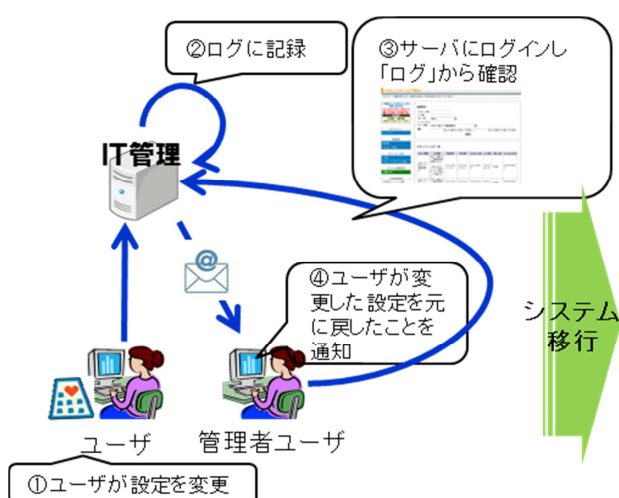 ②ログに記録
③サーバにログインし
「ログ」から確認
IT管理
@
④ユーザが変
更した設定を元
に戻したことを
通知
システム
移行
ユーザ
管理者ユーザ
①ユーザが設定を変更